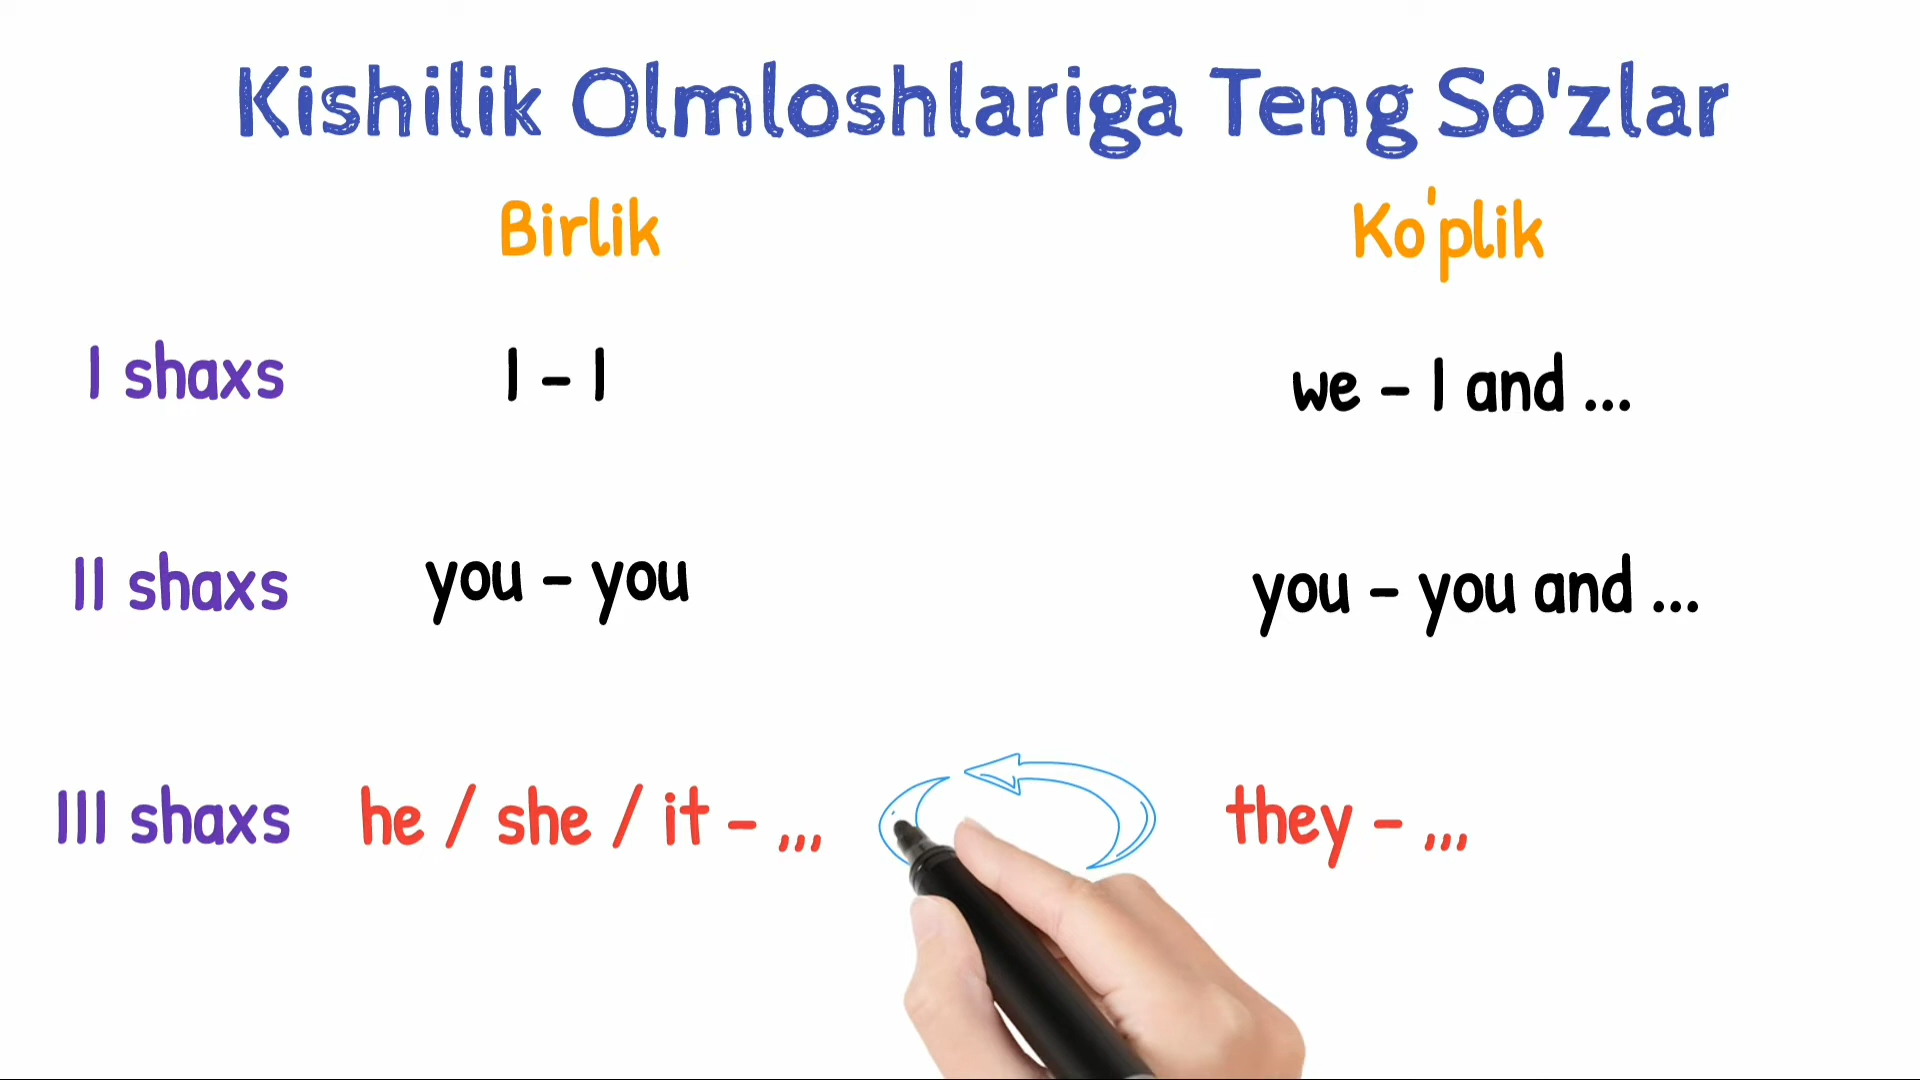 Kishilik Olmloshlariga Teng So'zlar
Birlik Ko'plik
I shaxs I - I we - I and ...
II shaxs you - you you - you and ...
III shaxs he / she / it - ,,, they - ,,,